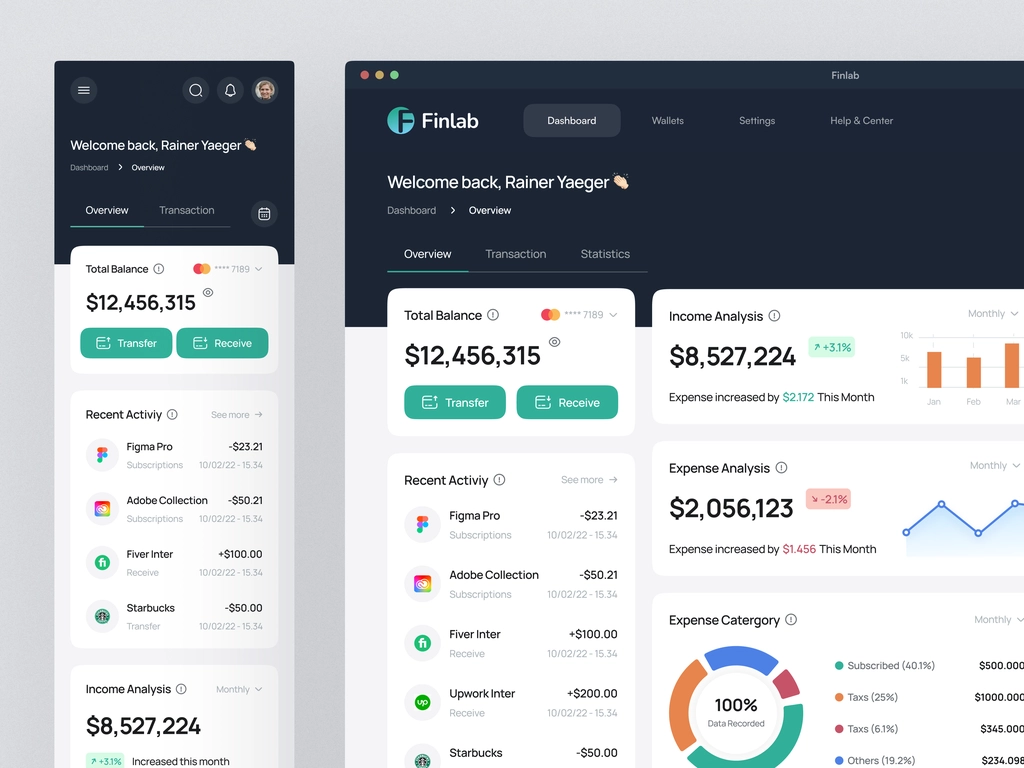 Welcome back, Rainer Yaeger 👏🏻
Dashboard > Overview
Overview Transaction
Total Balance **** 7189
$12,456,315
Transfer Receive
Recent Activiy See more →
Figma Pro -$23.21
Subscriptions 10/02/22 - 15.34
Adobe Collection -$50.21
Subscriptions 10/02/22 - 15.34
Fiver Inter +$100.00
Receive 10/02/22 - 15.34
Starbucks -$50.00
Transfer 10/02/22 - 15.34
Income Analysis Monthly
$8,527,224
↗ +3.1% Increased this month
Finlab
Finlab Dashboard Wallets Settings Help & Center
Welcome back, Rainer Yaeger 👏🏻
Dashboard > Overview
Overview Transaction Statistics
Total Balance **** 7189
$12,456,315
Transfer Receive
Recent Activiy See more →
Figma Pro -$23.21
Subscriptions 10/02/22 - 15.34
Adobe Collection -$50.21
Subscriptions 10/02/22 - 15.34
Fiver Inter +$100.00
Receive 10/02/22 - 15.34
Upwork Inter +$200.00
Receive 10/02/22 - 15.34
Starbucks -$50.00
Income Analysis Monthly
$8,527,224 ↗ +3.1%
Expense increased by $2.172 This Month
10k
5k
1k
Jan Feb Mar
Expense Analysis Monthly
$2,056,123 ↘ -2.1%
Expense increased by $1.456 This Month
Expense Catergory Monthly
100%
Data Recorded
Subscribed (40.1%) $500.000
Taxs (25%) $1000.000
Taxs (6.1%) $345.000
Others (19.2%) $234.098